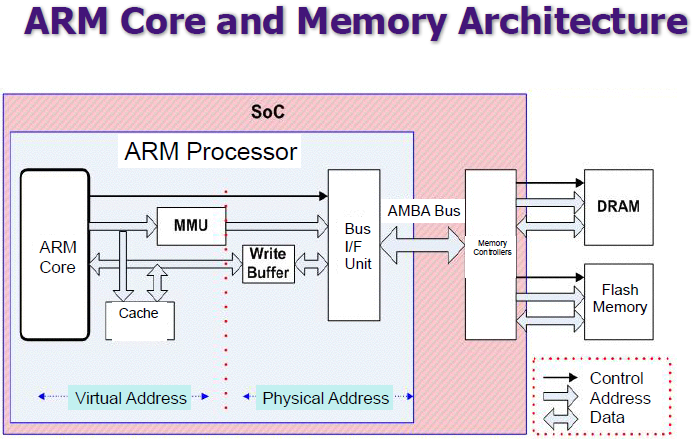 ARM Core and Memory Architecture
SoC
ARM Processor
ARM
Core
MMU
Write
Buffer
Cache
Bus
I/F
Unit
AMBA Bus
Memory
Controllers
DRAM
Flash
Memory
Virtual Address
Physical Address
Control
Address
Data